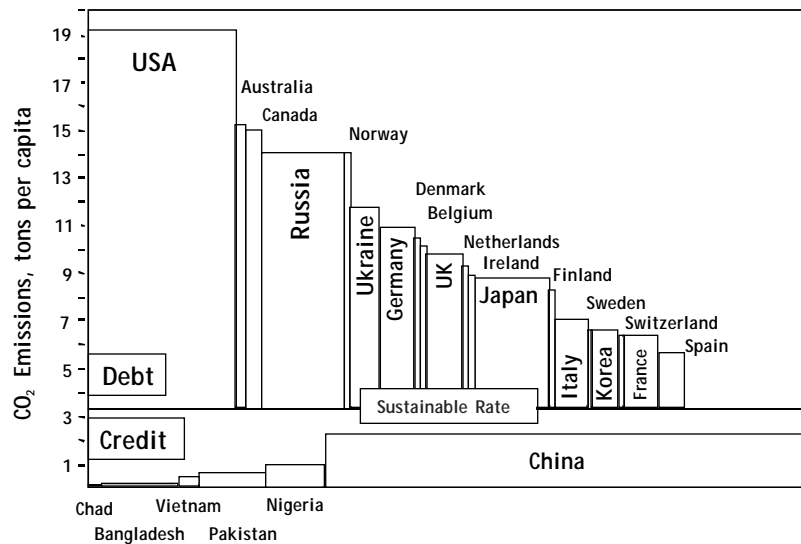 CO₂ Emissions, tons per capita
19
17
15
13
11
9
7
5
3
1
USA
Australia
Canada
Russia
Norway
Ukraine
Germany
Denmark
Belgium
UK
Netherlands
Ireland
Japan
Finland
Italy
Sweden
Korea
Switzerland
France
Spain
Debt
Sustainable Rate
Credit
China
Chad
Bangladesh
Vietnam
Pakistan
Nigeria